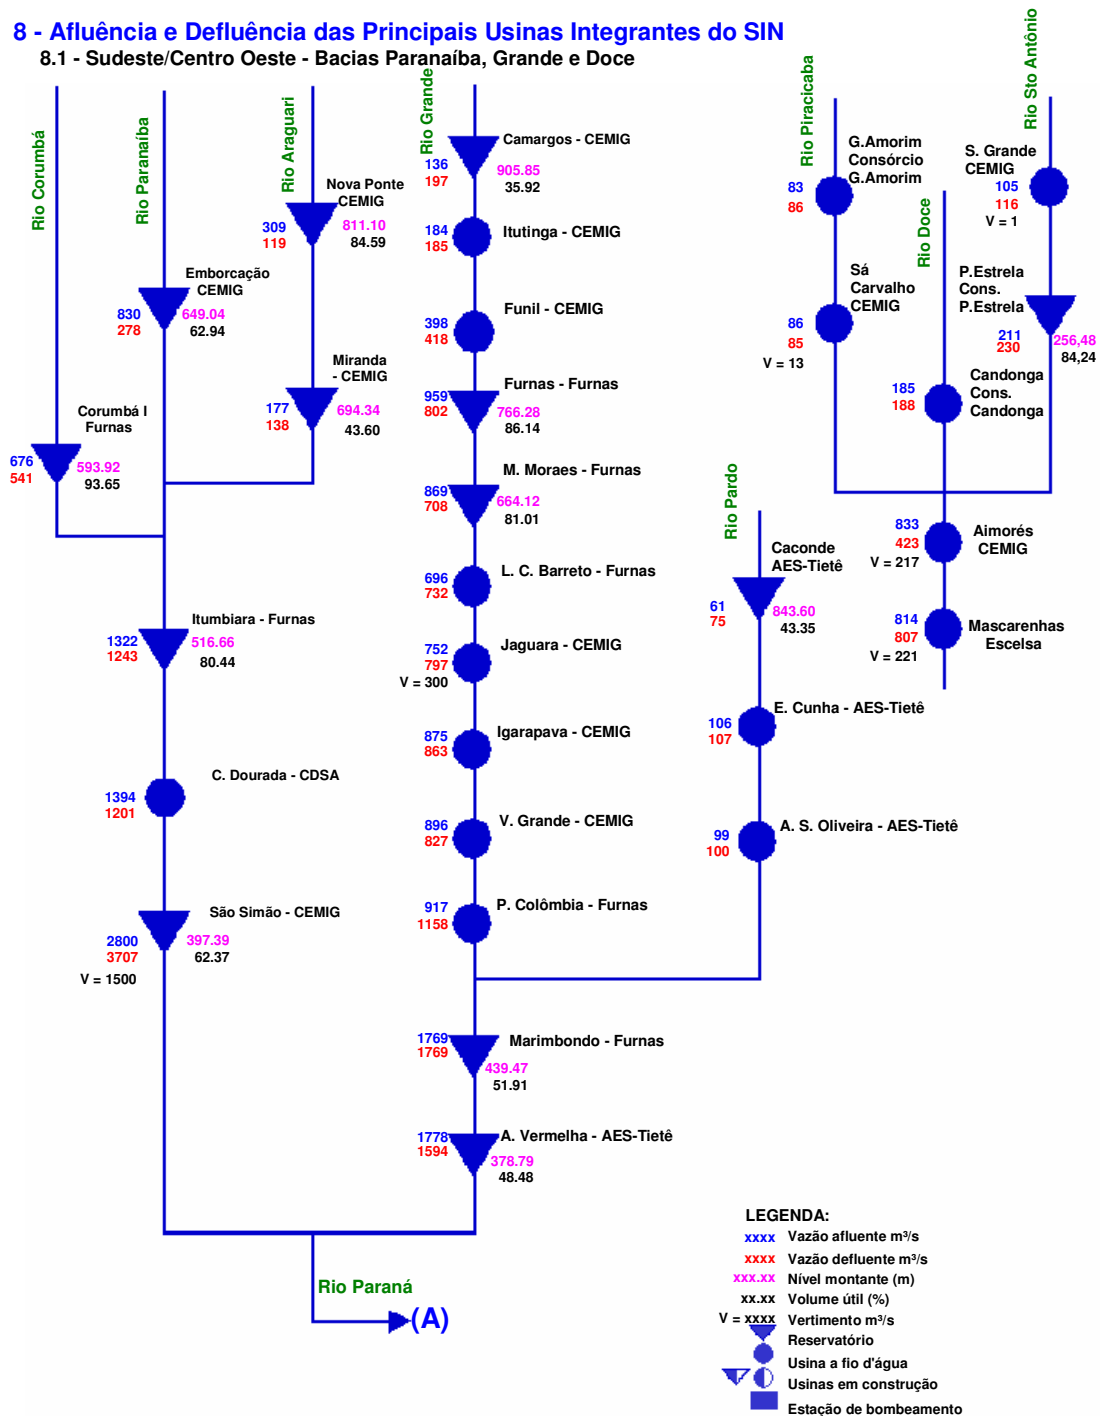 8 - Afluência e Defluência das Principais Usinas Integrantes do SIN
8.1 - Sudeste/Centro Oeste - Bacias Paranaíba, Grande e Doce
Rio Corumbá
Corumbá I
Furnas
676
541
593.92
93.65
Rio Paranaíba
Emborcação
CEMIG
830
278
649.04
62.94
Rio Araguari
Nova Ponte
CEMIG
309
119
811.10
84.59
Miranda
- CEMIG
177
138
694.34
43.60
Itumbiara - Furnas
1322
1243
516.66
80.44
C. Dourada - CDSA
1394
1201
São Simão - CEMIG
2800
3707
397.39
62.37
V = 1500
Rio Grande
Camargos - CEMIG
136
197
905.85
35.92
Itutinga - CEMIG
184
185
Funil - CEMIG
398
418
Furnas - Furnas
959
802
766.28
86.14
M. Moraes - Furnas
869
708
664.12
81.01
L. C. Barreto - Furnas
696
732
Jaguara - CEMIG
752
797
V = 300
Igarapava - CEMIG
875
863
V. Grande - CEMIG
896
827
P. Colômbia - Furnas
917
1158
Rio Pardo
Caconde
AES-Tietê
61
75
843.60
43.35
E. Cunha - AES-Tietê
106
107
A. S. Oliveira - AES-Tietê
99
100
Marimbondo - Furnas
1769
1769
439.47
51.91
A. Vermelha - AES-Tietê
1778
1594
378.79
48.48
Rio Paraná
(A)
Rio Piracicaba
G.Amorim
Consórcio
G.Amorim
83
86
Sá
Carvalho
CEMIG
86
85
V = 13
Rio Doce
Candonga
Cons.
Candonga
185
188
Rio Sto Antônio
S. Grande
CEMIG
105
116
V = 1
P.Estrela
Cons.
P.Estrela
211
230
256,48
84,24
Aimorés
CEMIG
833
423
V = 217
Mascarenhas
Escelsa
814
807
V = 221
LEGENDA:
xxxx Vazão afluente m³/s
xxxx Vazão defluente m³/s
xxx.xx Nível montante (m)
xx.xx Volume útil (%)
V = xxxx Vertimento m³/s
Reservatório
Usina a fio d'água
Usinas em construção
Estação de bombeamento